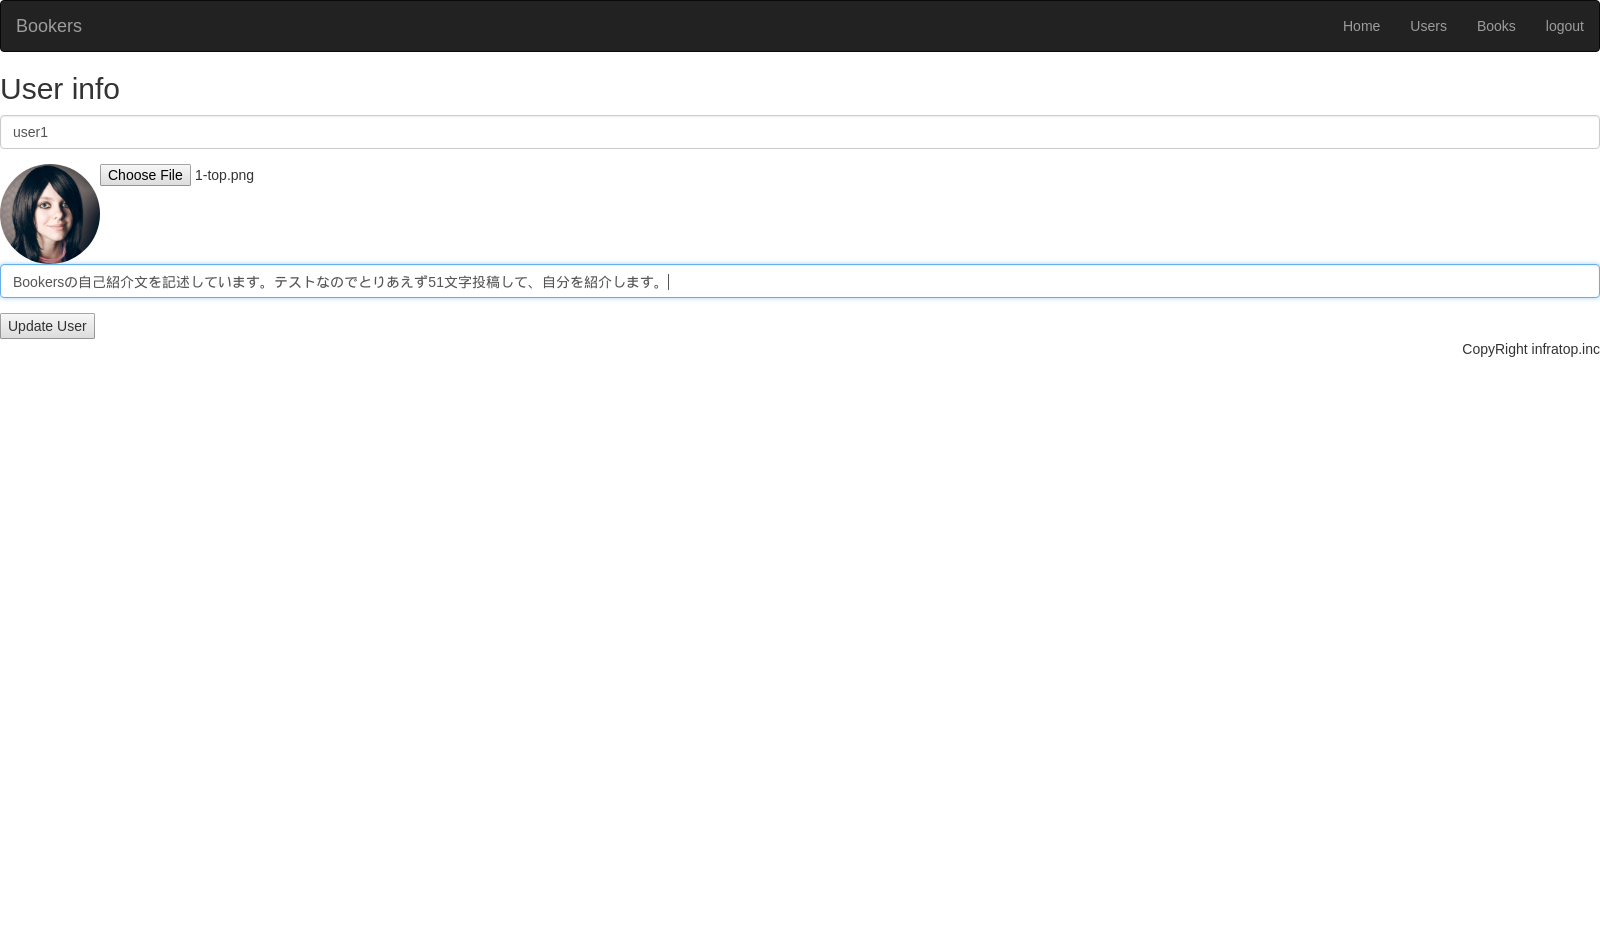 Bookers Home Users Books logout
User info
user1
Choose File 1-top.png
Bookersの自己紹介文を記述しています。テストなのでとりあえず51文字投稿して、自分を紹介します。
Update User
CopyRight infratop.inc